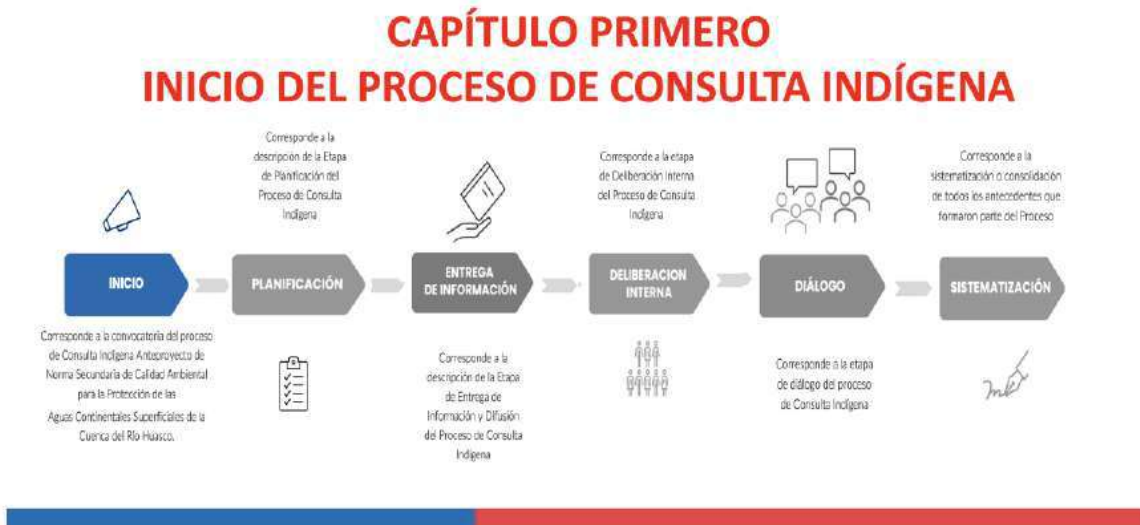 CAPÍTULO PRIMERO
INICIO DEL PROCESO DE CONSULTA INDÍGENA
INICIO
Corresponde a la convocatoria del proceso
de Consulta Indígena Anteproyecto de
Norma Secundaria de Calidad Ambiental
para la Protección de las
Aguas Continentales Superficiales de la
Cuenca del Río Huasco.
Corresponde a la
descripción de la Etapa
de Planificación del
Proceso de Consulta
Indígena
PLANIFICACIÓN
ENTREGA
DE INFORMACIÓN
Corresponde a la
descripción de la Etapa
de Entrega de
Información y Difusión
del Proceso de Consulta
Indígena
Corresponde a la etapa
de Deliberación Interna
del Proceso de Consulta
Indígena
DELIBERACION
INTERNA
DIÁLOGO
Corresponde a la etapa
de diálogo del proceso
de Consulta Indígena
Corresponde a la
sistematización o consolidación
de todos los antecedentes que
formaron parte del Proceso
SISTEMATIZACIÓN